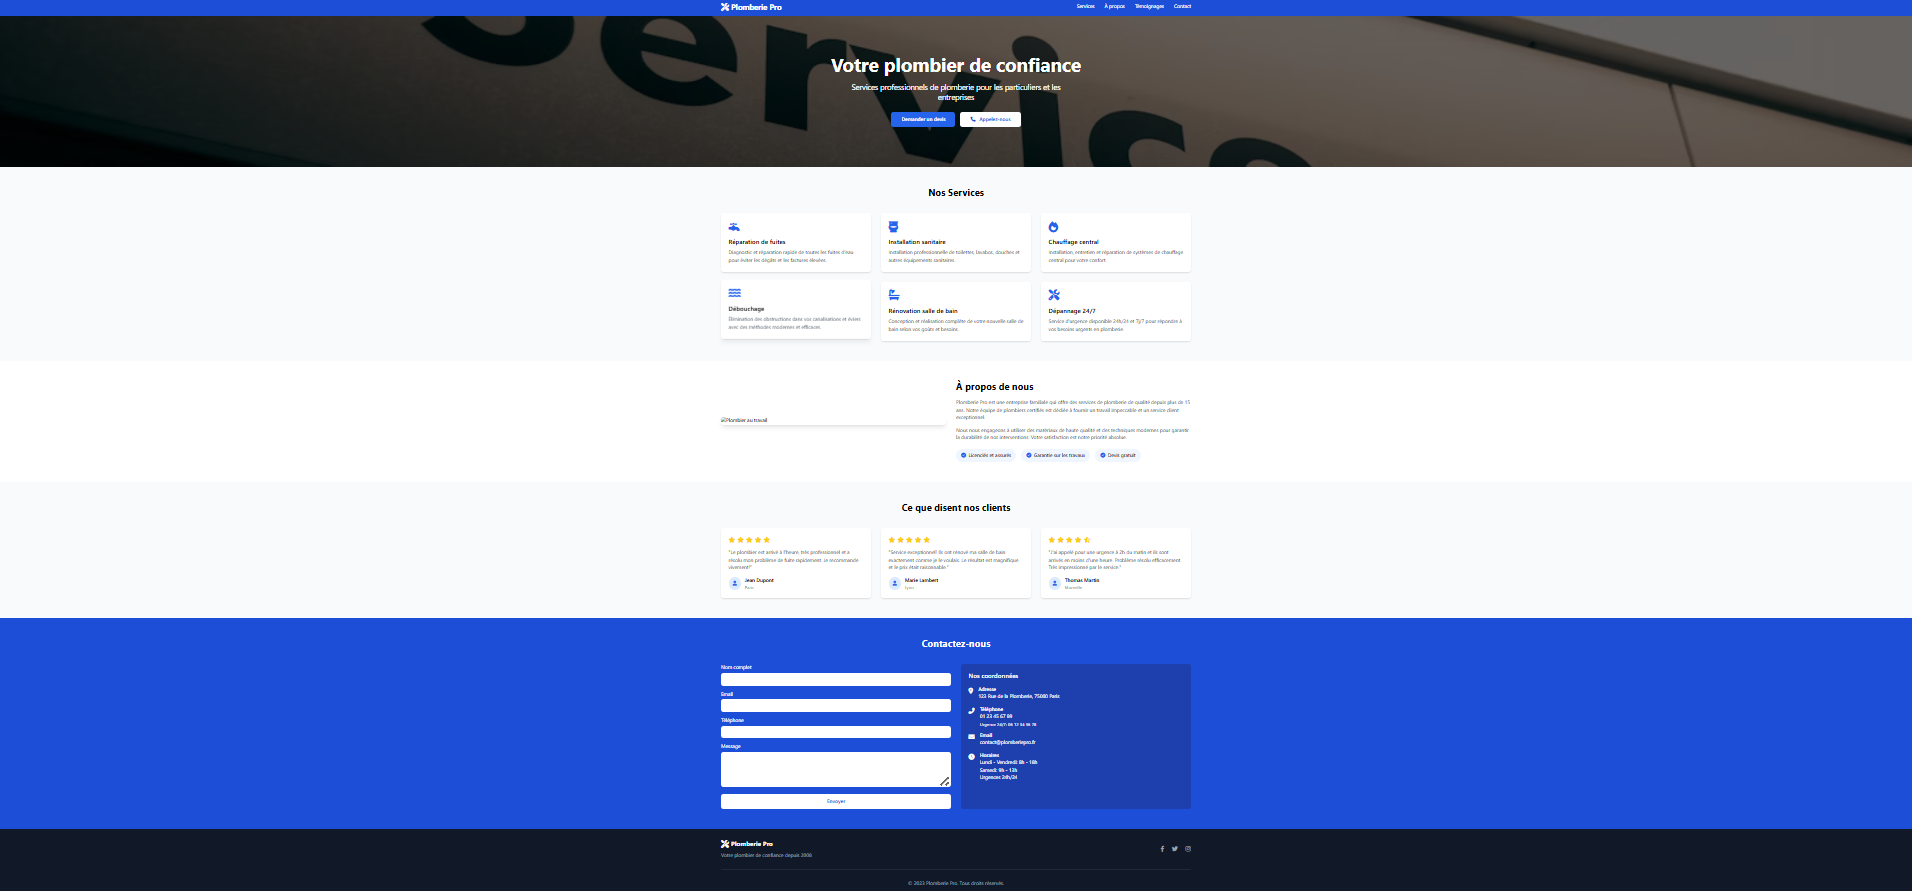 Plomberie Pro
Services À propos Témoignages Contact
Service
Votre plombier de confiance
Services professionnels de plomberie pour les particuliers et les
entreprises
Demander un devis
Appelez-nous
Nos Services
Réparation de fuites
Diagnostic et réparation rapide de toutes les fuites d'eau
pour éviter les dégâts et les factures élevées.
Installation sanitaire
Installation professionnelle de toilettes, lavabos, douches et
autres équipements sanitaires.
Chauffage central
Installation, entretien et réparation de systèmes de chauffage
central pour votre confort.
Débouchage
Élimination des obstructions dans vos canalisations et éviers
avec des méthodes modernes et efficaces.
Rénovation salle de bain
Conception et réalisation complète de votre nouvelle salle de
bain selon vos goûts et besoins.
Dépannage 24/7
Service d'urgence disponible 24h/24 et 7j/7 pour répondre à
vos besoins urgents en plomberie.
Plombier au travail
À propos de nous
Plomberie Pro est une entreprise familiale qui offre des services de plomberie de qualité depuis plus de 15
ans. Notre équipe de plombiers certifiés est dédiée à fournir un travail impeccable et un service client
exceptionnel.
Nous nous engageons à utiliser des matériaux de haute qualité et des techniques modernes pour garantir
la durabilité de nos interventions. Votre satisfaction est notre priorité absolue.
Licenciés et assurés
Garantie sur les travaux
Devis gratuit
Ce que disent nos clients
"Le plombier est arrivé à l'heure, très professionnel et a
résolu mon problème de fuite rapidement. Je recommande
vivement!"
Jean Dupont
Paris
"Service exceptionnel! Ils ont rénové ma salle de bain
exactement comme je le voulais. Le résultat est magnifique
et le prix était raisonnable."
Marie Lambert
Lyon
"J'ai appelé pour une urgence à 2h du matin et ils sont
arrivés en moins d'une heure. Problème résolu efficacement.
Très impressionné par le service."
Thomas Martin
Marseille
Contactez-nous
Nom complet
Email
Téléphone
Message
Envoyer
Nos coordonnées
Adresse
123 Rue de la Plomberie, 75000 Paris
Téléphone
01 23 45 67 89
Urgence 24/7: 06 12 34 56 78
Email
contact@plomberiepro.fr
Horaires
Lundi - Vendredi: 8h - 18h
Samedi: 9h - 13h
Urgences 24h/24
Plomberie Pro
Votre plombier de confiance depuis 2008
© 2023 Plomberie Pro. Tous droits réservés.